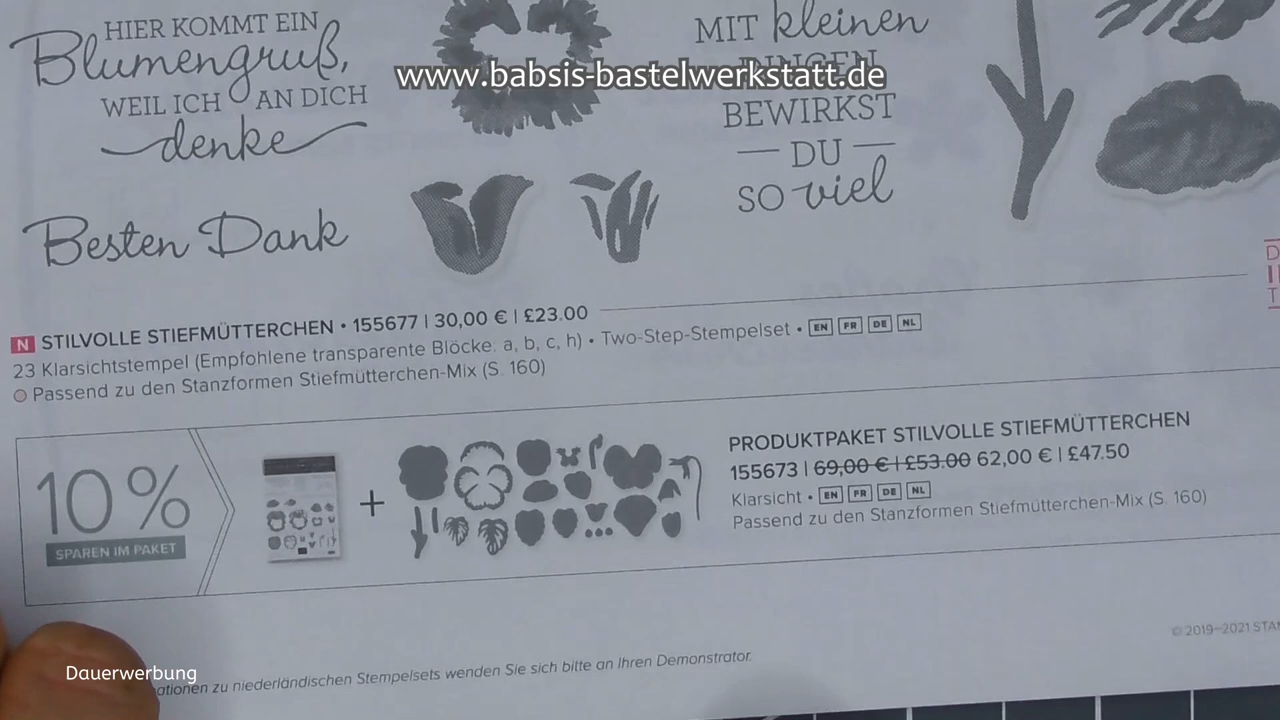 HIER KOMMT EIN
Blumengruß,
WEIL ICH AN DICH
denke
Besten Dank
MIT kleinen
DINGEN
BEWIRKST
DU
SO viel
www.babsis-bastelwerkstatt.de
N STILVOLLE STIEFMÜTTERCHEN • 155677 | 30,00 € | £23.00
23 Klarsichtstempel (Empfohlene transparente Blöcke: a, b, c, h) • Two-Step-Stempelset • EN FR DE NL
Passend zu den Stanzformen Stiefmütterchen-Mix (S. 160)
10 %
SPAREN IM PAKET
+
PRODUKTPAKET STILVOLLE STIEFMÜTTERCHEN
155673 | 69,00 € | £53.00 62,00 € | £47.50
Klarsicht • EN FR DE NL
Passend zu den Stanzformen Stiefmütterchen-Mix (S. 160)
© 2019–2021 STAN
ationen zu niederländischen Stempelsets wenden Sie sich bitte an Ihren Demonstrator.
Dauerwerbung